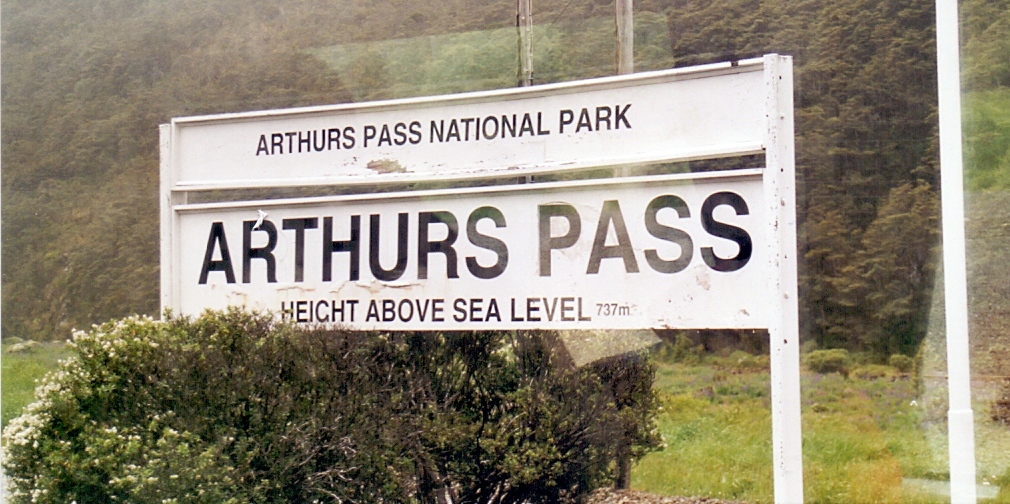 ARTHURS PASS NATIONAL PARK
ARTHURS PASS
HEIGHT ABOVE SEA LEVEL 737m